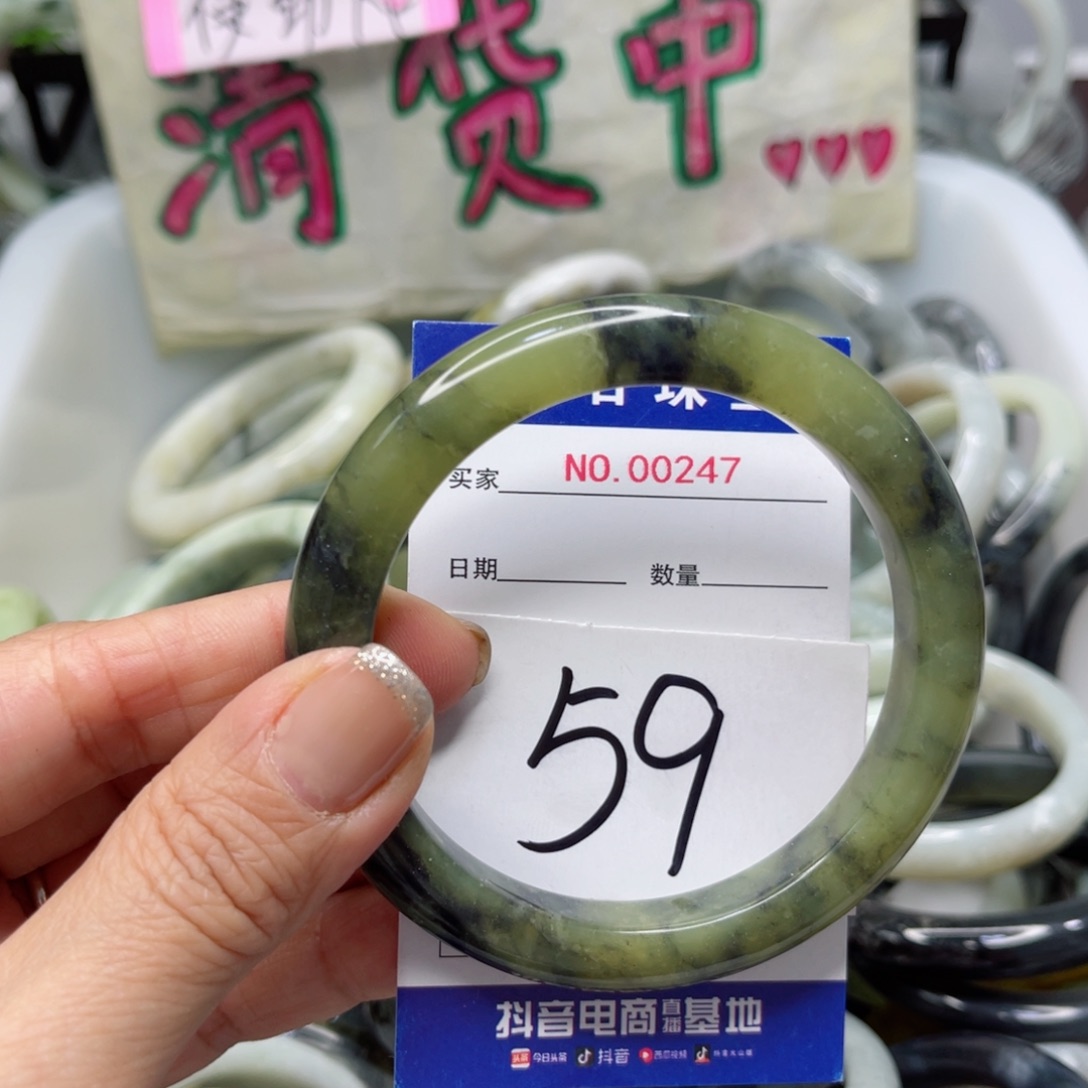 清货中
买家 NO.00247
日期 数量
59
抖音电商直播基地
今日头条 抖音 西瓜视频